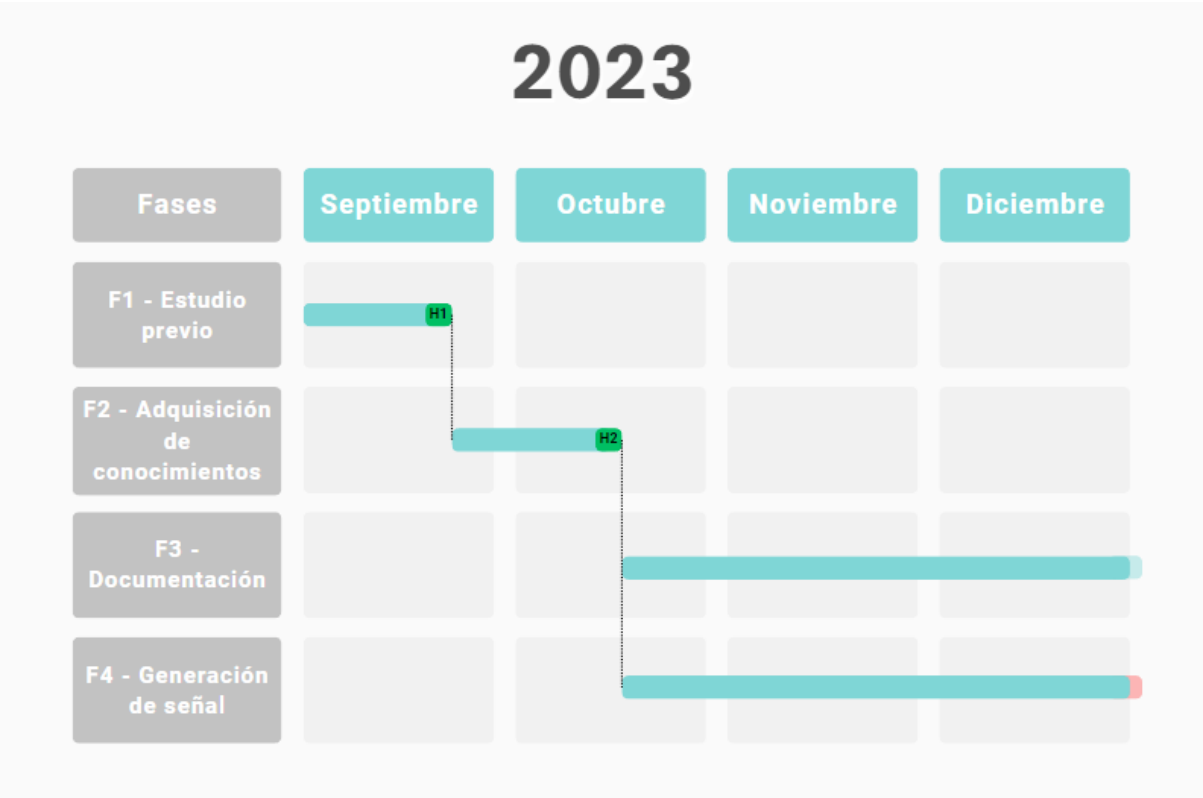 2023
Fases
Septiembre
Octubre
Noviembre
Diciembre
F1 - Estudio
previo
H1
F2 - Adquisición
de
conocimientos
H2
F3 -
Documentación
F4 - Generación
de señal